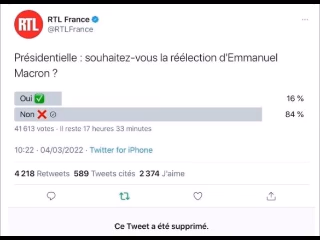 RTL
RTL France
@RTLFrance
Présidentielle : souhaitez-vous la réélection d'Emmanuel
Macron ?
Oui ✅ 16 %
Non ❌ 84 %
41 613 votes · Il reste 17 heures 33 minutes
10:22 · 04/03/2022 · Twitter for iPhone
4 218 Retweets 589 Tweets cités 2 374 J'aime
Ce Tweet a été supprimé.